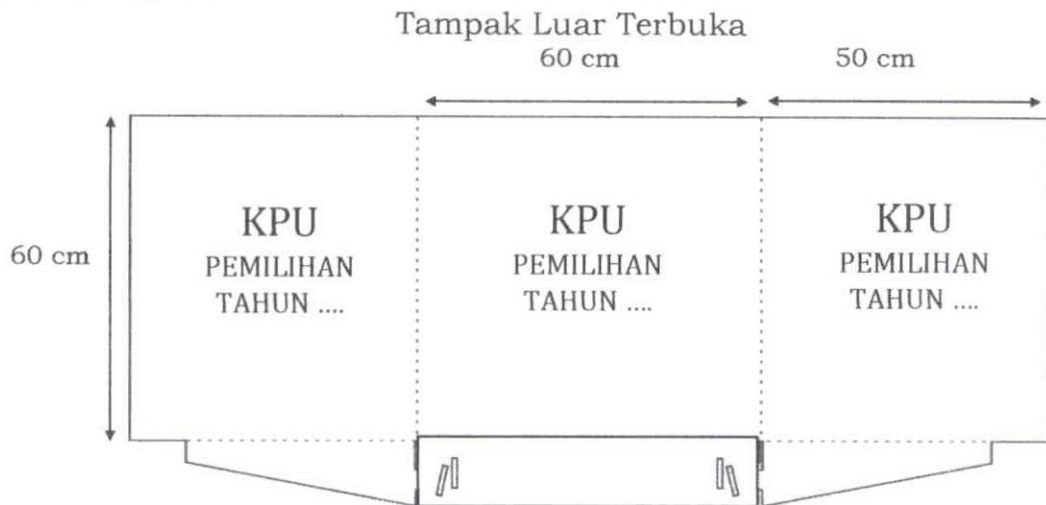 Tampak Luar Terbuka
60 cm
50 cm
60 cm
KPU
PEMILIHAN
TAHUN ....
KPU
PEMILIHAN
TAHUN ....
KPU
PEMILIHAN
TAHUN ....